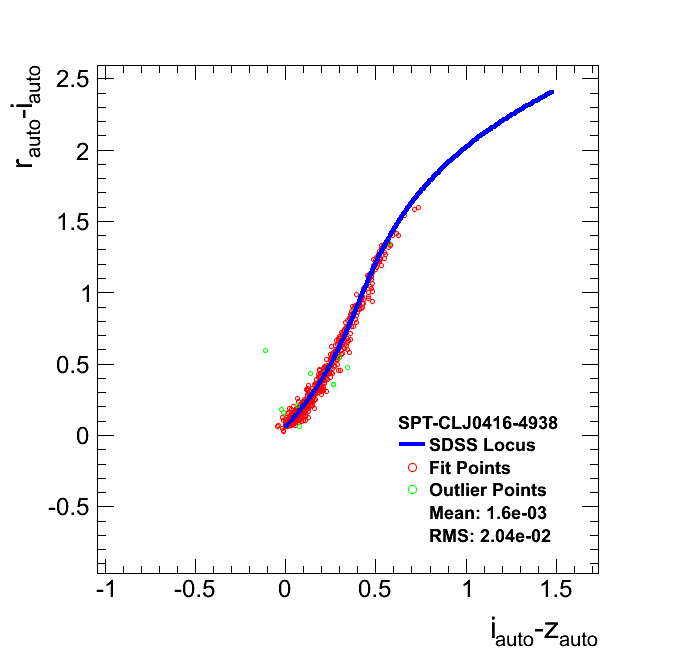 r_auto-i_auto
2.5
2
1.5
1
0.5
0
-0.5
SPT-CLJ0416-4938
SDSS Locus
Fit Points
Outlier Points
Mean: 1.6e-03
RMS: 2.04e-02
-1 -0.5 0 0.5 1 1.5
i_auto-z_auto